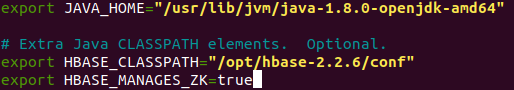 export JAVA_HOME="/usr/lib/jvm/java-1.8.0-openjdk-amd64"
# Extra Java CLASSPATH elements.  Optional.
export HBASE_CLASSPATH="/opt/hbase-2.2.6/conf"
export HBASE_MANAGES_ZK=true